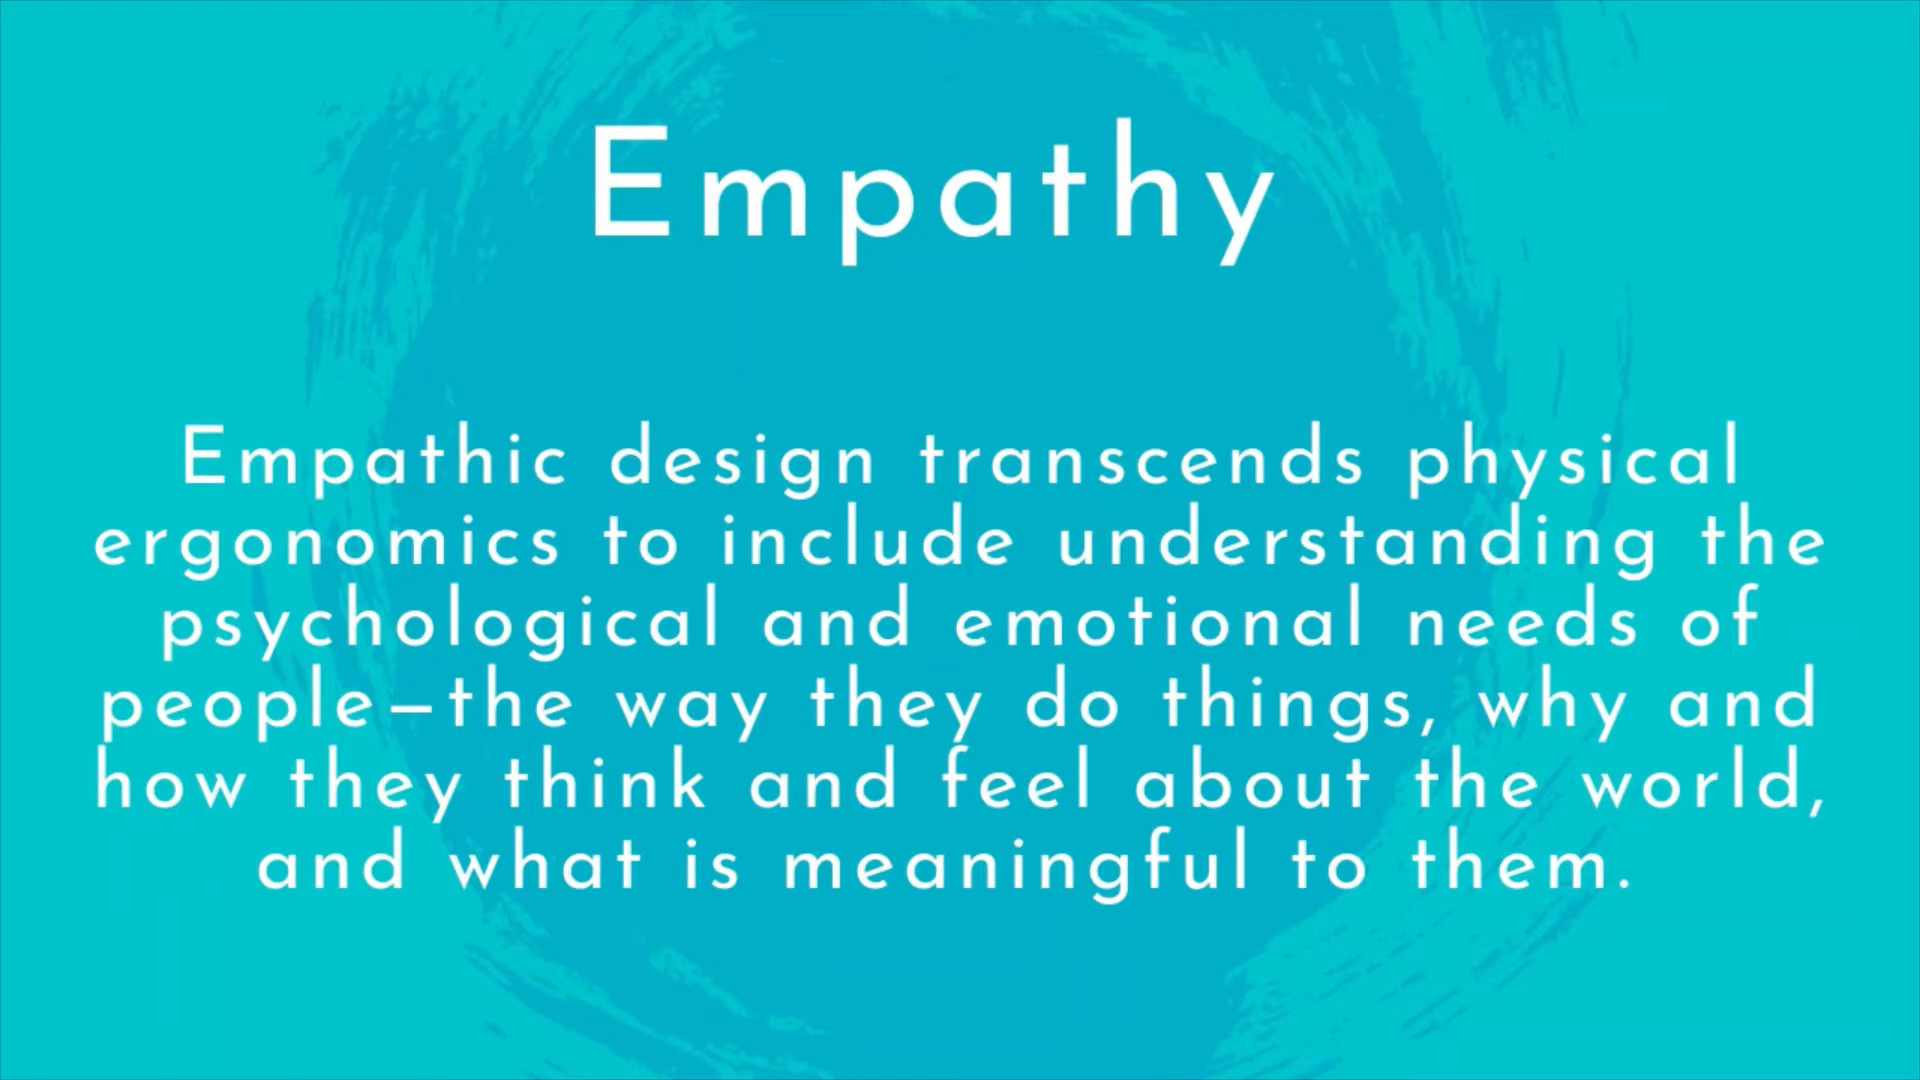 Empathy
Empathic design transcends physical
ergonomics to include understanding the
psychological and emotional needs of
people—the way they do things, why and
how they think and feel about the world,
and what is meaningful to them.